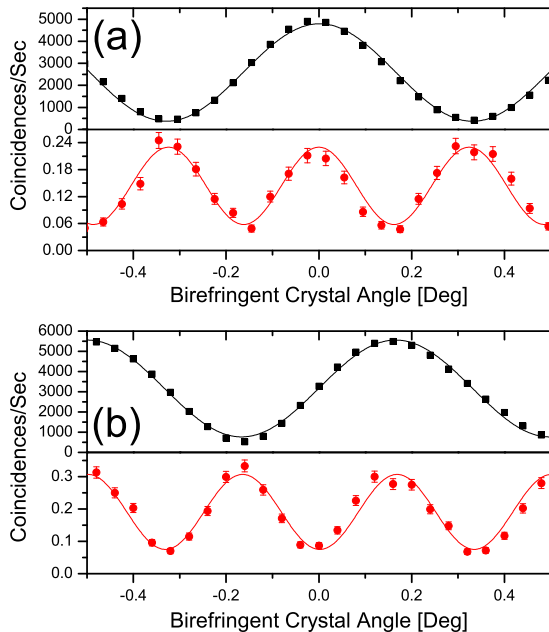 (a)
5000
4000
3000
2000
1000
0
0.24
0.18
0.12
0.06
0.00
Coincidences/Sec
-0.4 -0.2 0.0 0.2 0.4
Birefringent Crystal Angle [Deg]
(b)
6000
5000
4000
3000
2000
1000
0
0.3
0.2
0.1
0.0
Coincidences/Sec
-0.4 -0.2 0.0 0.2 0.4
Birefringent Crystal Angle [Deg]